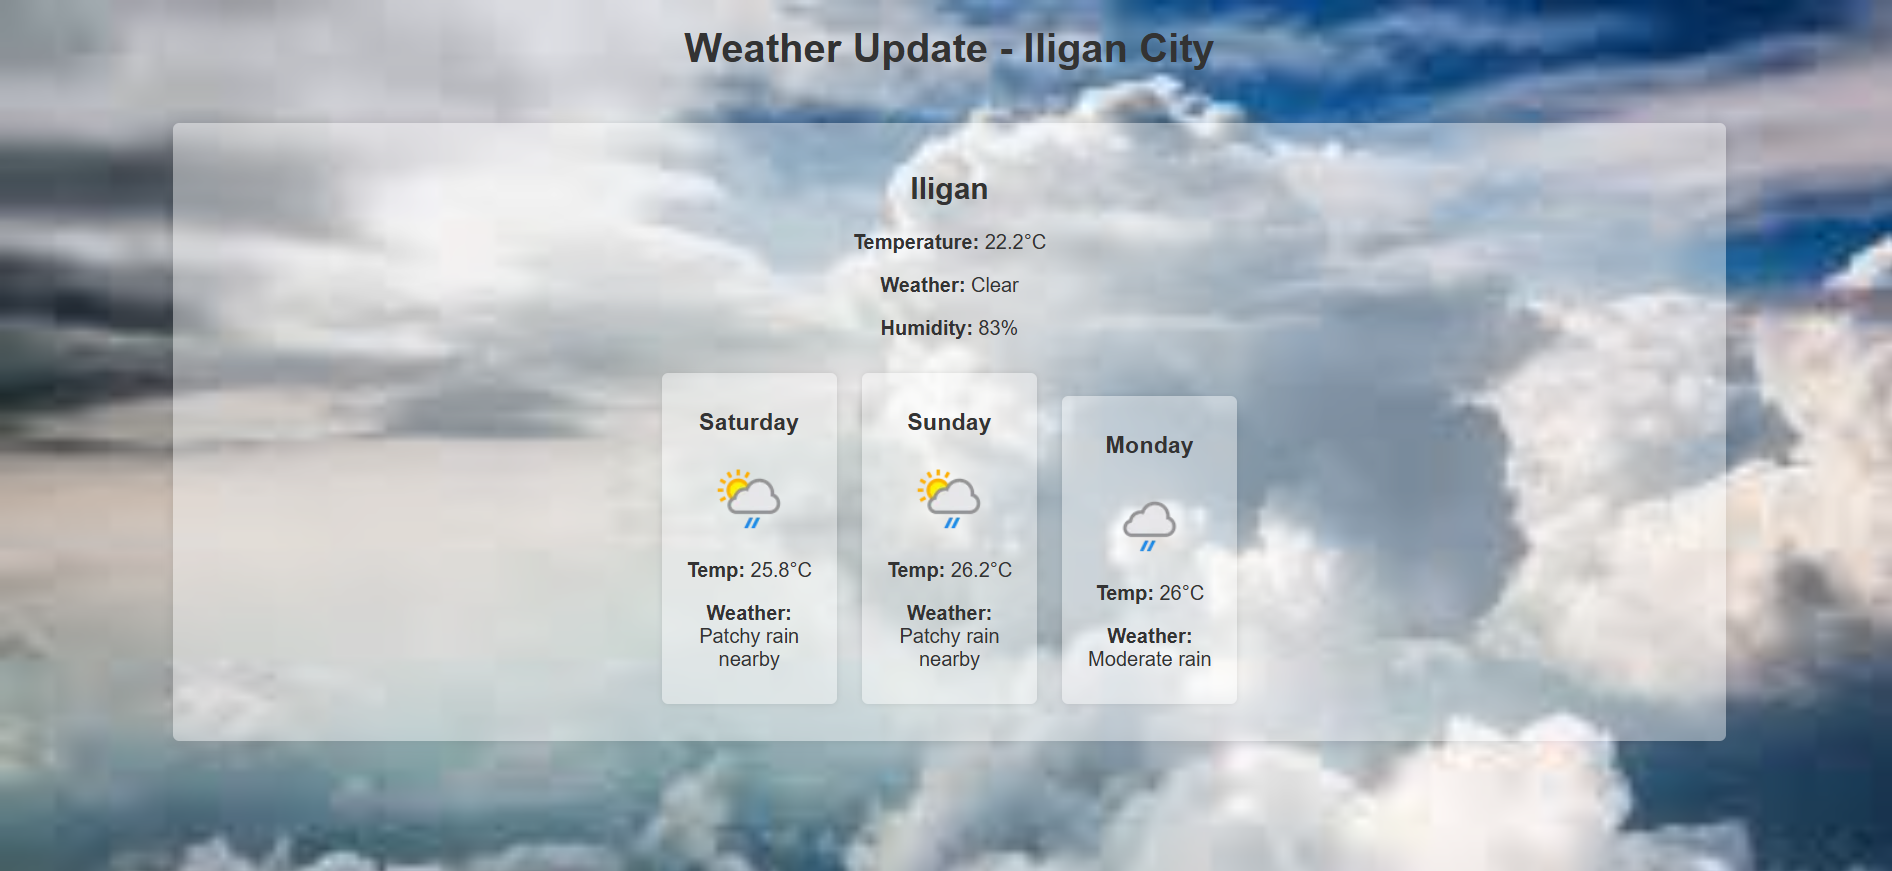 Weather Update - Iligan City
Iligan
Temperature: 22.2°C
Weather: Clear
Humidity: 83%
Saturday
Temp: 25.8°C
Weather:
Patchy rain
nearby
Sunday
Temp: 26.2°C
Weather:
Patchy rain
nearby
Monday
Temp: 26°C
Weather:
Moderate rain